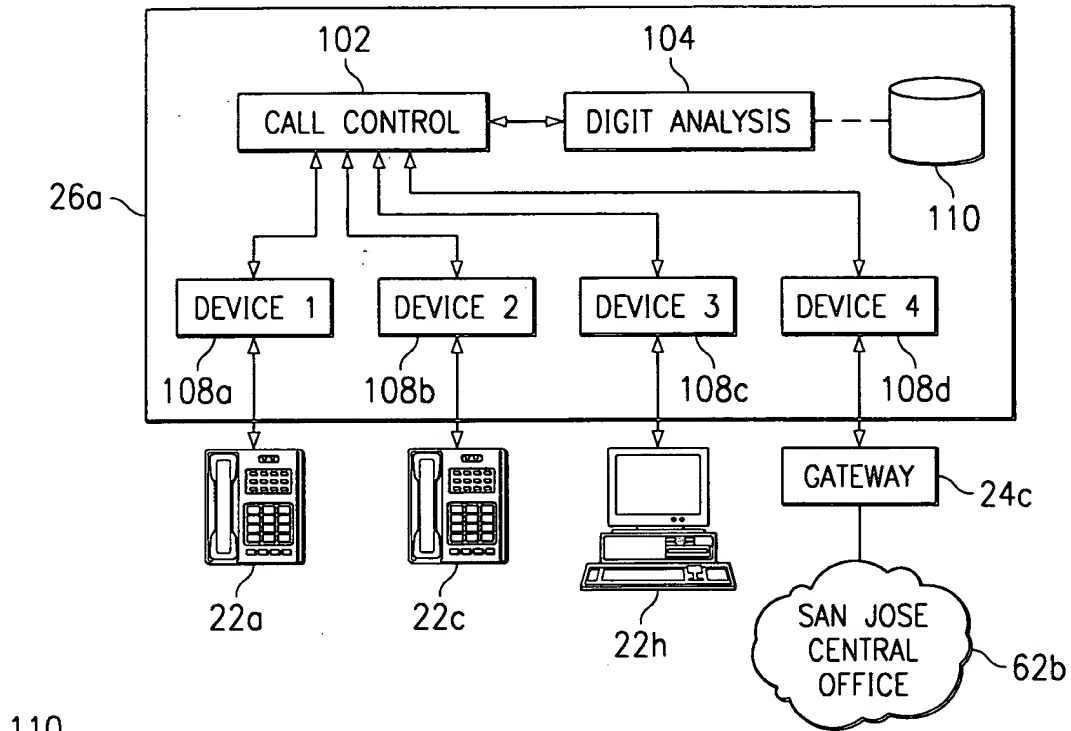 102
104
CALL CONTROL
DIGIT ANALYSIS
26a
110
DEVICE 1
DEVICE 2
DEVICE 3
DEVICE 4
108a
108b
108c
108d
GATEWAY
24c
22a
22c
22h
SAN JOSE
CENTRAL
OFFICE
62b
110